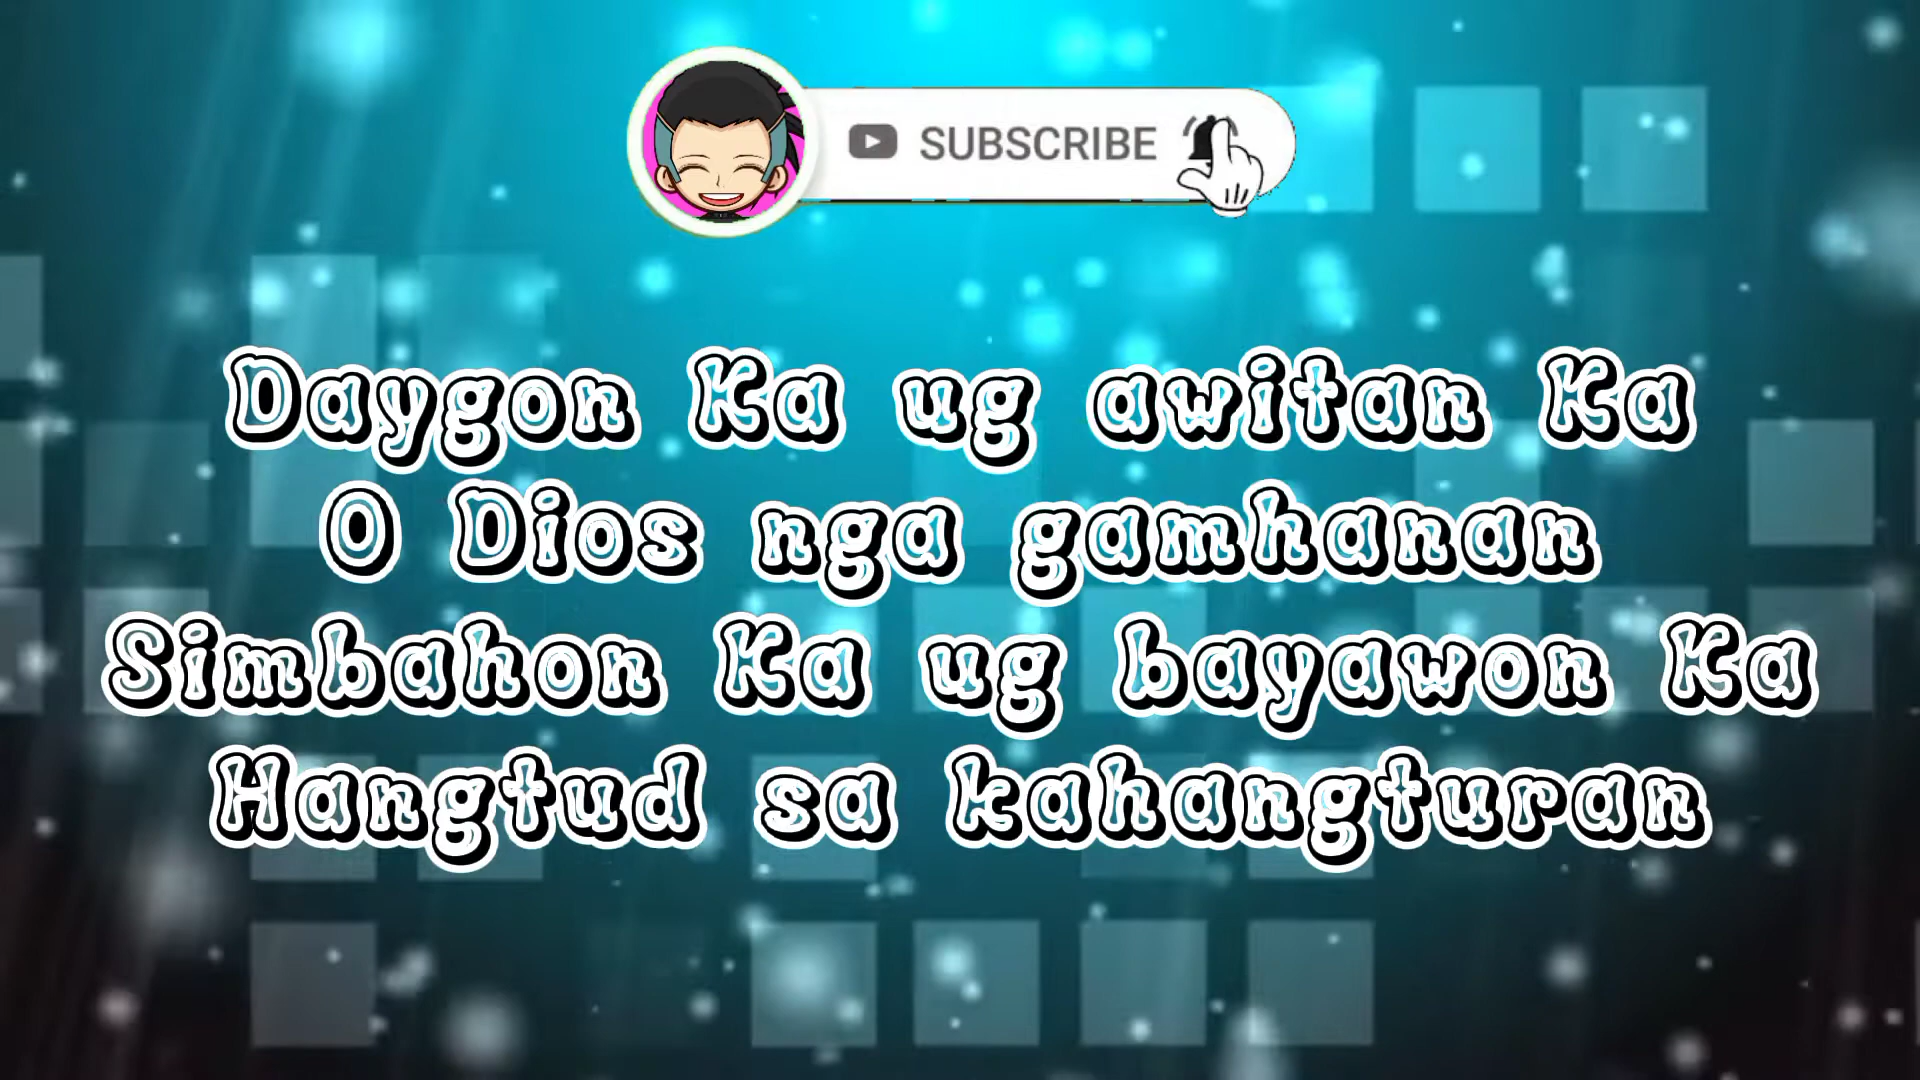 SUBSCRIBE
Daygon Ka ug awitan Ka
O Dios nga gamhanan
Simbahon Ka ug bayawon Ka
Hangtud sa kahangturan